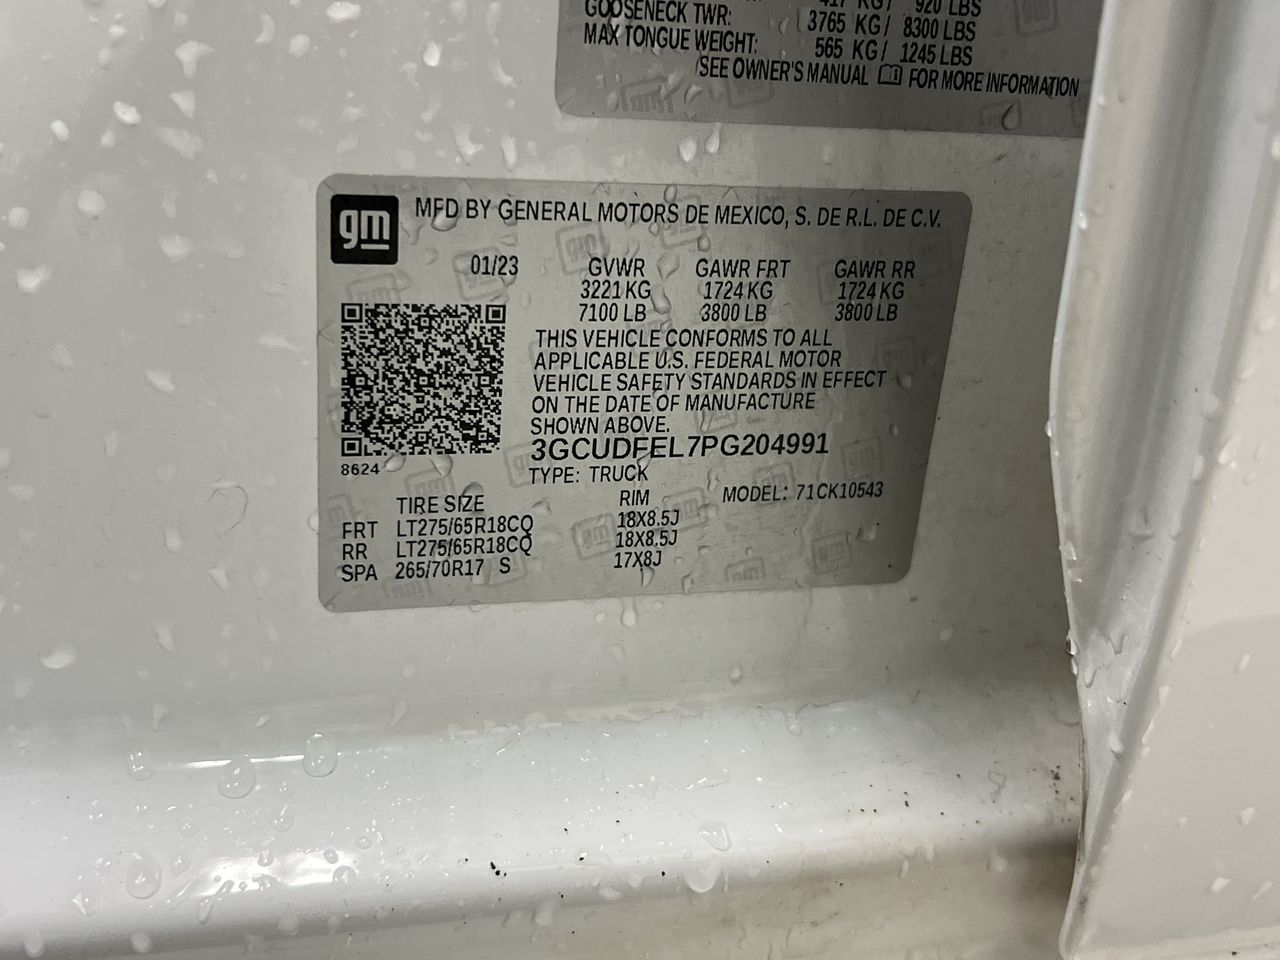 417 KG/ 920 LBS
GOOSENECK TWR: 3765 KG/ 8300 LBS
MAX TONGUE WEIGHT: 565 KG/ 1245 LBS
SEE OWNER'S MANUAL FOR MORE INFORMATION
gm MFD BY GENERAL MOTORS DE MEXICO, S. DE R.L. DE C.V.
01/23 GVWR GAWR FRT GAWR RR
3221 KG 1724 KG 1724 KG
7100 LB 3800 LB 3800 LB
THIS VEHICLE CONFORMS TO ALL
APPLICABLE U.S. FEDERAL MOTOR
VEHICLE SAFETY STANDARDS IN EFFECT
ON THE DATE OF MANUFACTURE
SHOWN ABOVE.
3GCUDFEL7PG204991
8624
TYPE: TRUCK
MODEL: 71CK10543
TIRE SIZE RIM
FRT LT275/65R18CQ 18X8.5J
RR LT275/65R18CQ 18X8.5J
SPA 265/70R17 S 17X8J